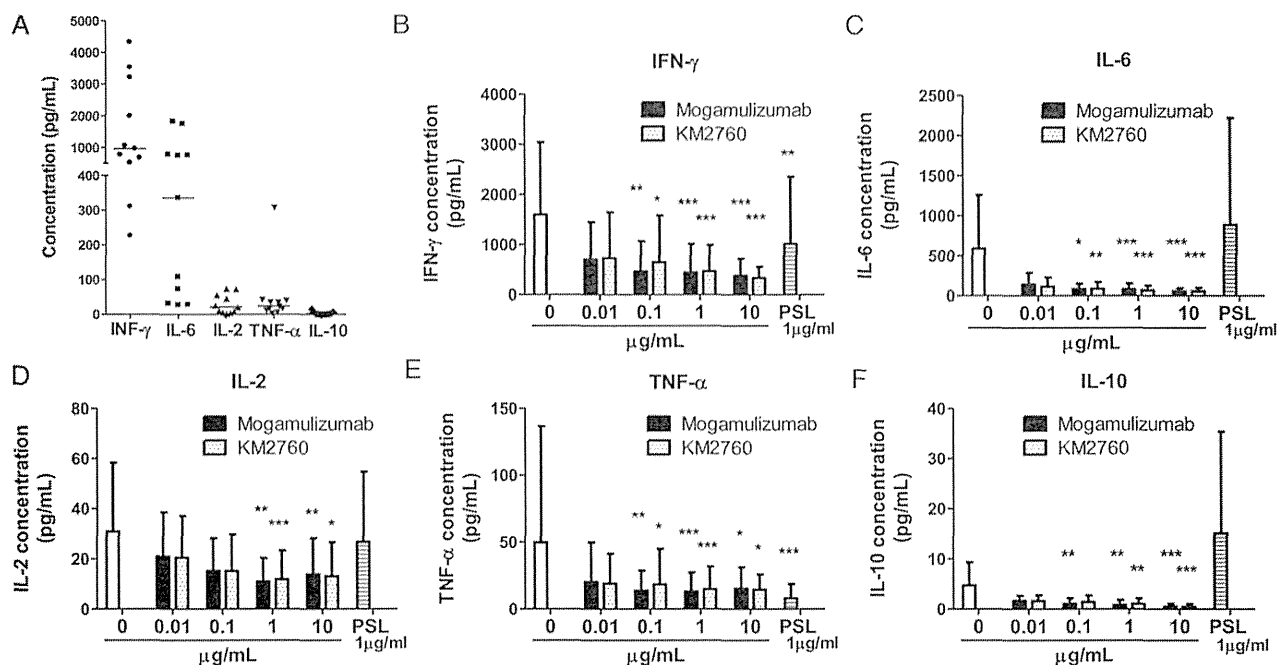 A
Concentration (pg/mL)
5000
4000
3000
2000
1000
400
300
200
100
0
INF-γ IL-6 IL-2 TNF-α IL-10
B
IFN-γ
IFN-γ concentration
(pg/mL)
4000
3000
2000
1000
0
Mogamulizumab
KM2760
** * *** *** *** *** **
0 0.01 0.1 1 10 PSL
1μg/ml
μg/mL
C
IL-6
IL-6 concentration
(pg/mL)
2500
2000
1500
1000
500
0
Mogamulizumab
KM2760
* ** *** *** *** ***
0 0.01 0.1 1 10 PSL
1μg/ml
μg/mL
D
IL-2
IL-2 concentration
(pg/mL)
80
60
40
20
0
Mogamulizumab
KM2760
** *** ** *
0 0.01 0.1 1 10 PSL
1μg/ml
μg/mL
E
TNF-α
TNF-α concentration
(pg/mL)
150
100
50
0
Mogamulizumab
KM2760
** * *** *** * * ***
0 0.01 0.1 1 10 PSL
1μg/ml
μg/mL
F
IL-10
IL-10 concentration
(pg/mL)
40
30
20
10
0
Mogamulizumab
KM2760
** ** ** *** ***
0 0.01 0.1 1 10 PSL
1μg/ml
μg/mL